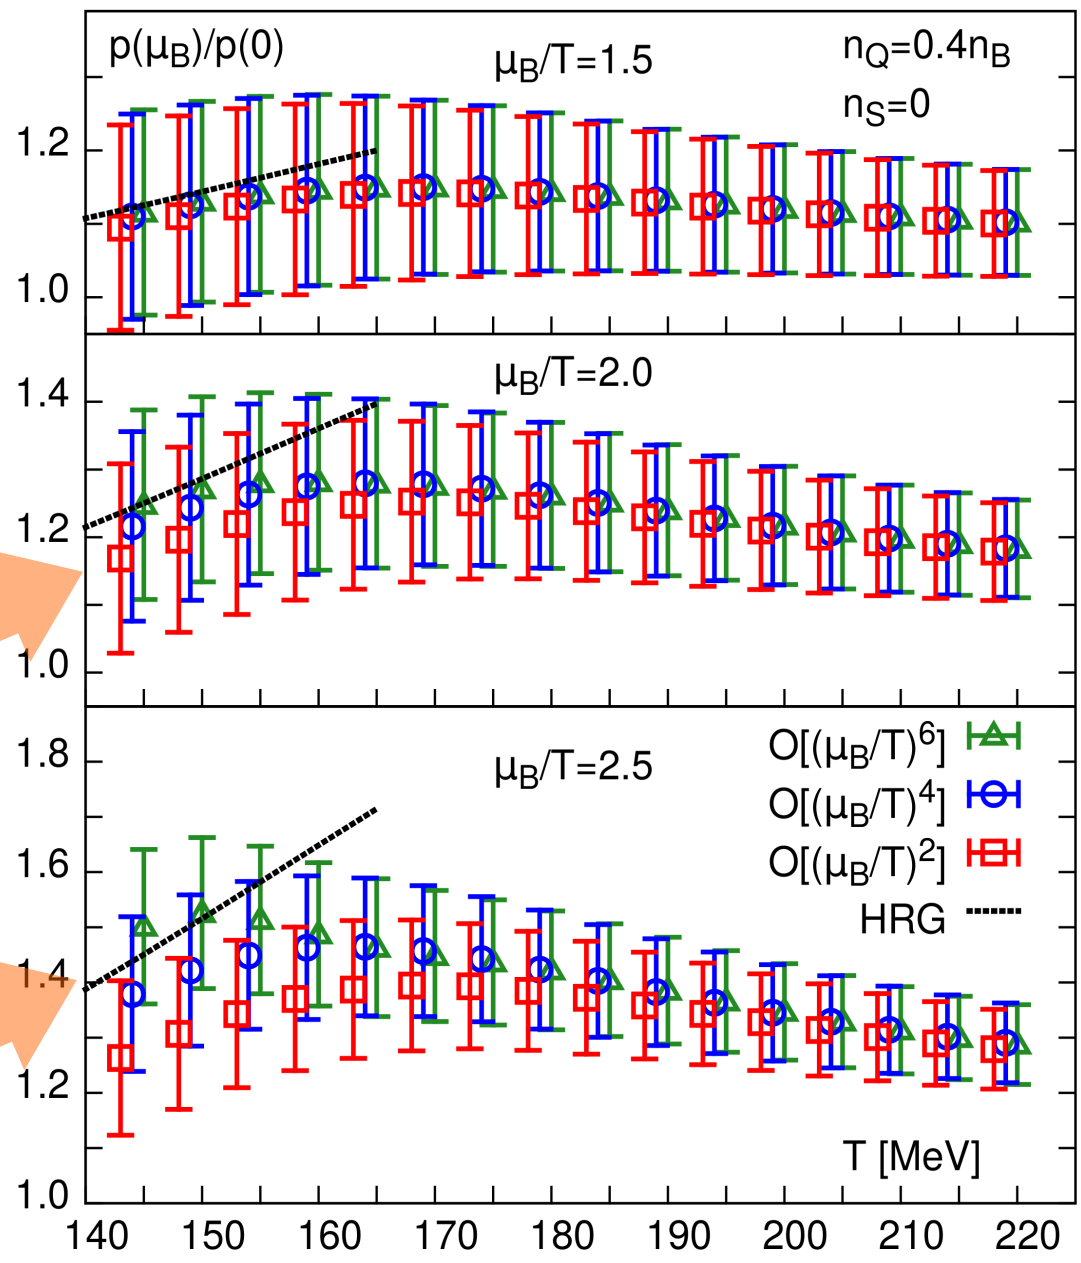 p(μB)/p(0)
μB/T=1.5
nQ=0.4nB
nS=0
1.2
1.0
μB/T=2.0
1.4
1.2
1.0
μB/T=2.5
1.8
1.6
1.4
1.2
1.0
O[(μB/T)6]
O[(μB/T)4]
O[(μB/T)2]
HRG
T [MeV]
140 150 160 170 180 190 200 210 220